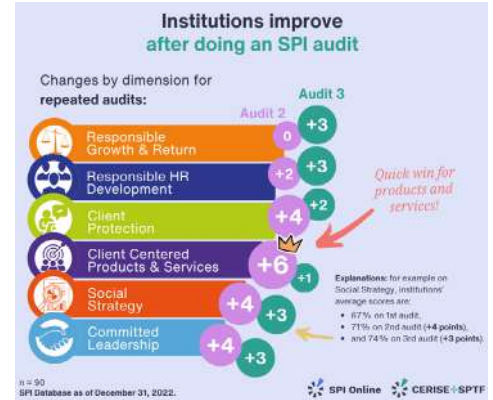 Institutions improve
after doing an SPI audit
Changes by dimension for
repeated audits:
Audit 2
Audit 3
Responsible
Growth & Return
0
+3
Responsible HR
Development
+2
+3
Client
Protection
+4
+2
Client Centered
Products & Services
+6
+1
Social
Strategy
+4
+3
Committed
Leadership
+4
+3
Quick win for
products and
services!
Explanations: for example on
Social Strategy, institutions'
average scores are:
• 67% on 1st audit,
• 71% on 2nd audit (+4 points),
• and 74% on 3rd audit (+3 points).
n = 90
SPI Database as of December 31, 2022.
SPI Online
CERISE+SPTF